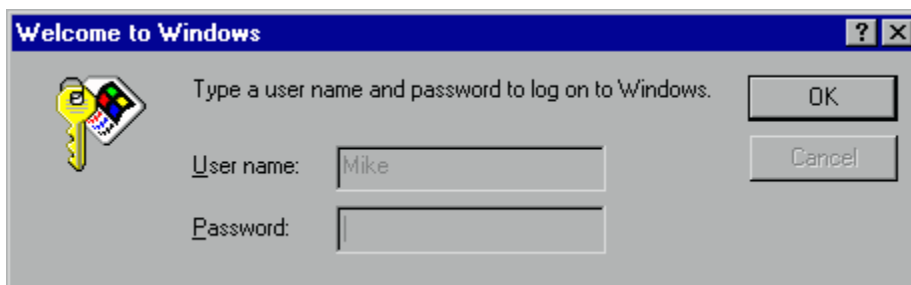 Welcome to Windows
Type a user name and password to log on to Windows.
OK
User name: Mike
Cancel
Password: